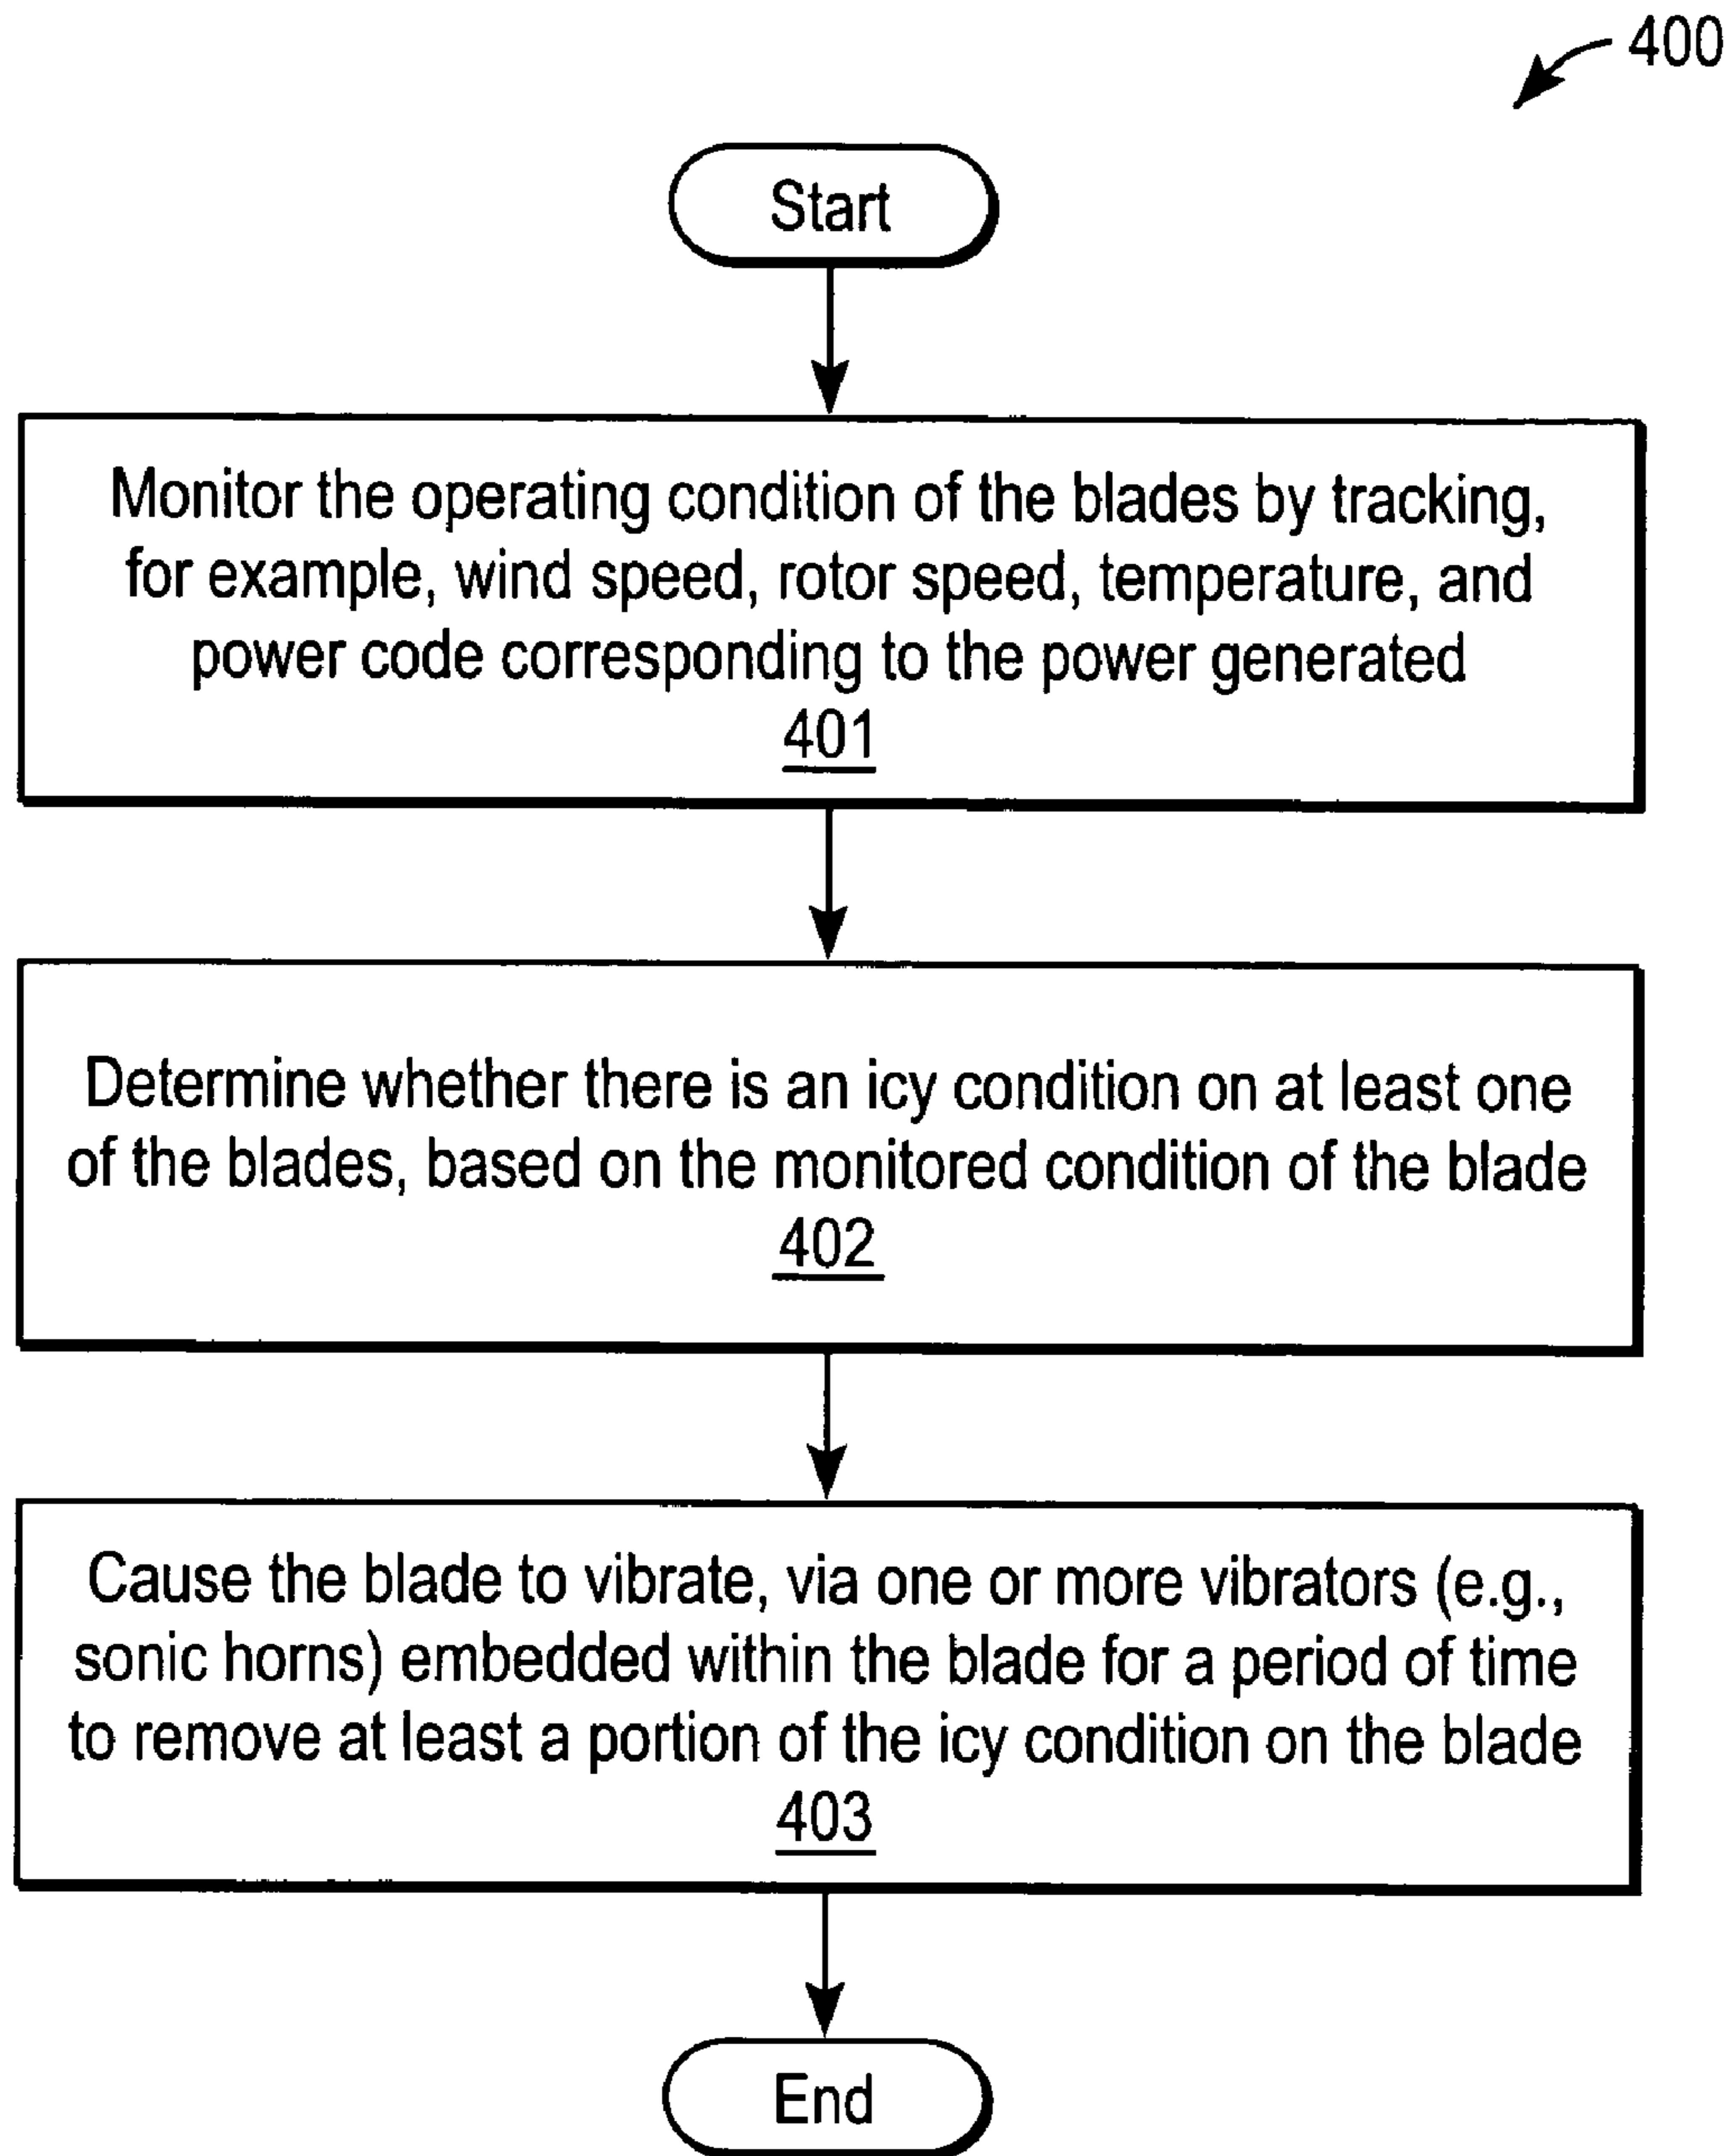 400
Start
Monitor the operating condition of the blades by tracking,
for example, wind speed, rotor speed, temperature, and
power code corresponding to the power generated
401
Determine whether there is an icy condition on at least one
of the blades, based on the monitored condition of the blade
402
Cause the blade to vibrate, via one or more vibrators (e.g.,
sonic horns) embedded within the blade for a period of time
to remove at least a portion of the icy condition on the blade
403
End